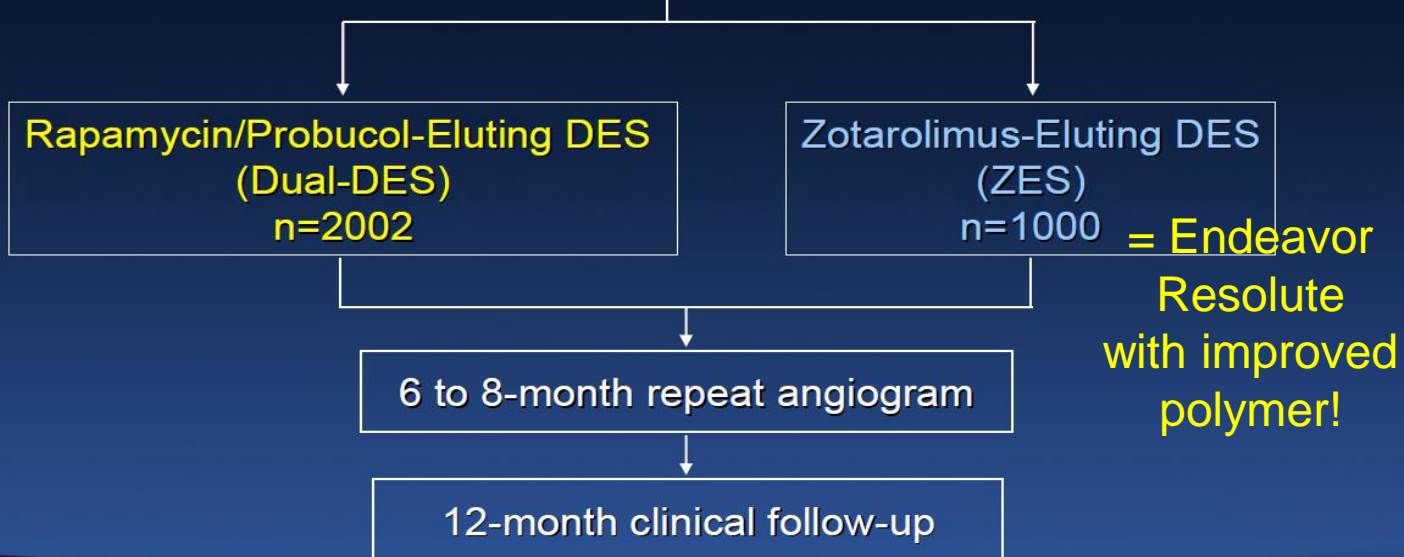 Rapamycin/Probucol-Eluting DES
(Dual-DES)
n=2002
Zotarolimus-Eluting DES
(ZES)
n=1000
= Endeavor
Resolute
with improved
polymer!
6 to 8-month repeat angiogram
12-month clinical follow-up